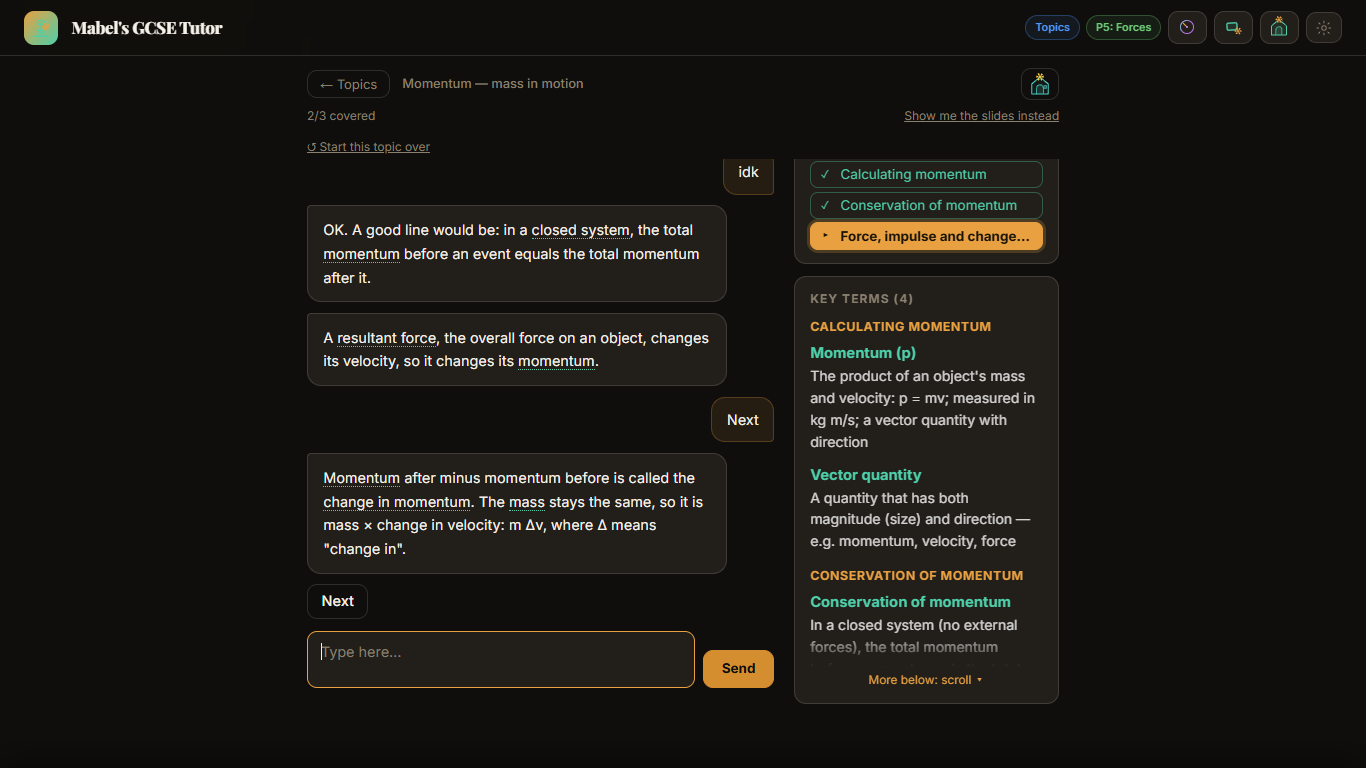 Mabel's GCSE Tutor
Topics
P5: Forces
← Topics
Momentum — mass in motion
2/3 covered
Show me the slides instead
↺ Start this topic over
idk
OK. A good line would be: in a closed system, the total
momentum before an event equals the total momentum
after it.
A resultant force, the overall force on an object, changes
its velocity, so it changes its momentum.
Next
Momentum after minus momentum before is called the
change in momentum. The mass stays the same, so it is
mass × change in velocity: m Δv, where Δ means
"change in".
Next
Type here...
Send
✓ Calculating momentum
✓ Conservation of momentum
‣ Force, impulse and change...
KEY TERMS (4)
CALCULATING MOMENTUM
Momentum (p)
The product of an object's mass
and velocity: p = mv; measured in
kg m/s; a vector quantity with
direction
Vector quantity
A quantity that has both
magnitude (size) and direction —
e.g. momentum, velocity, force
CONSERVATION OF MOMENTUM
Conservation of momentum
In a closed system (no external
forces), the total momentum
More below: scroll ▾